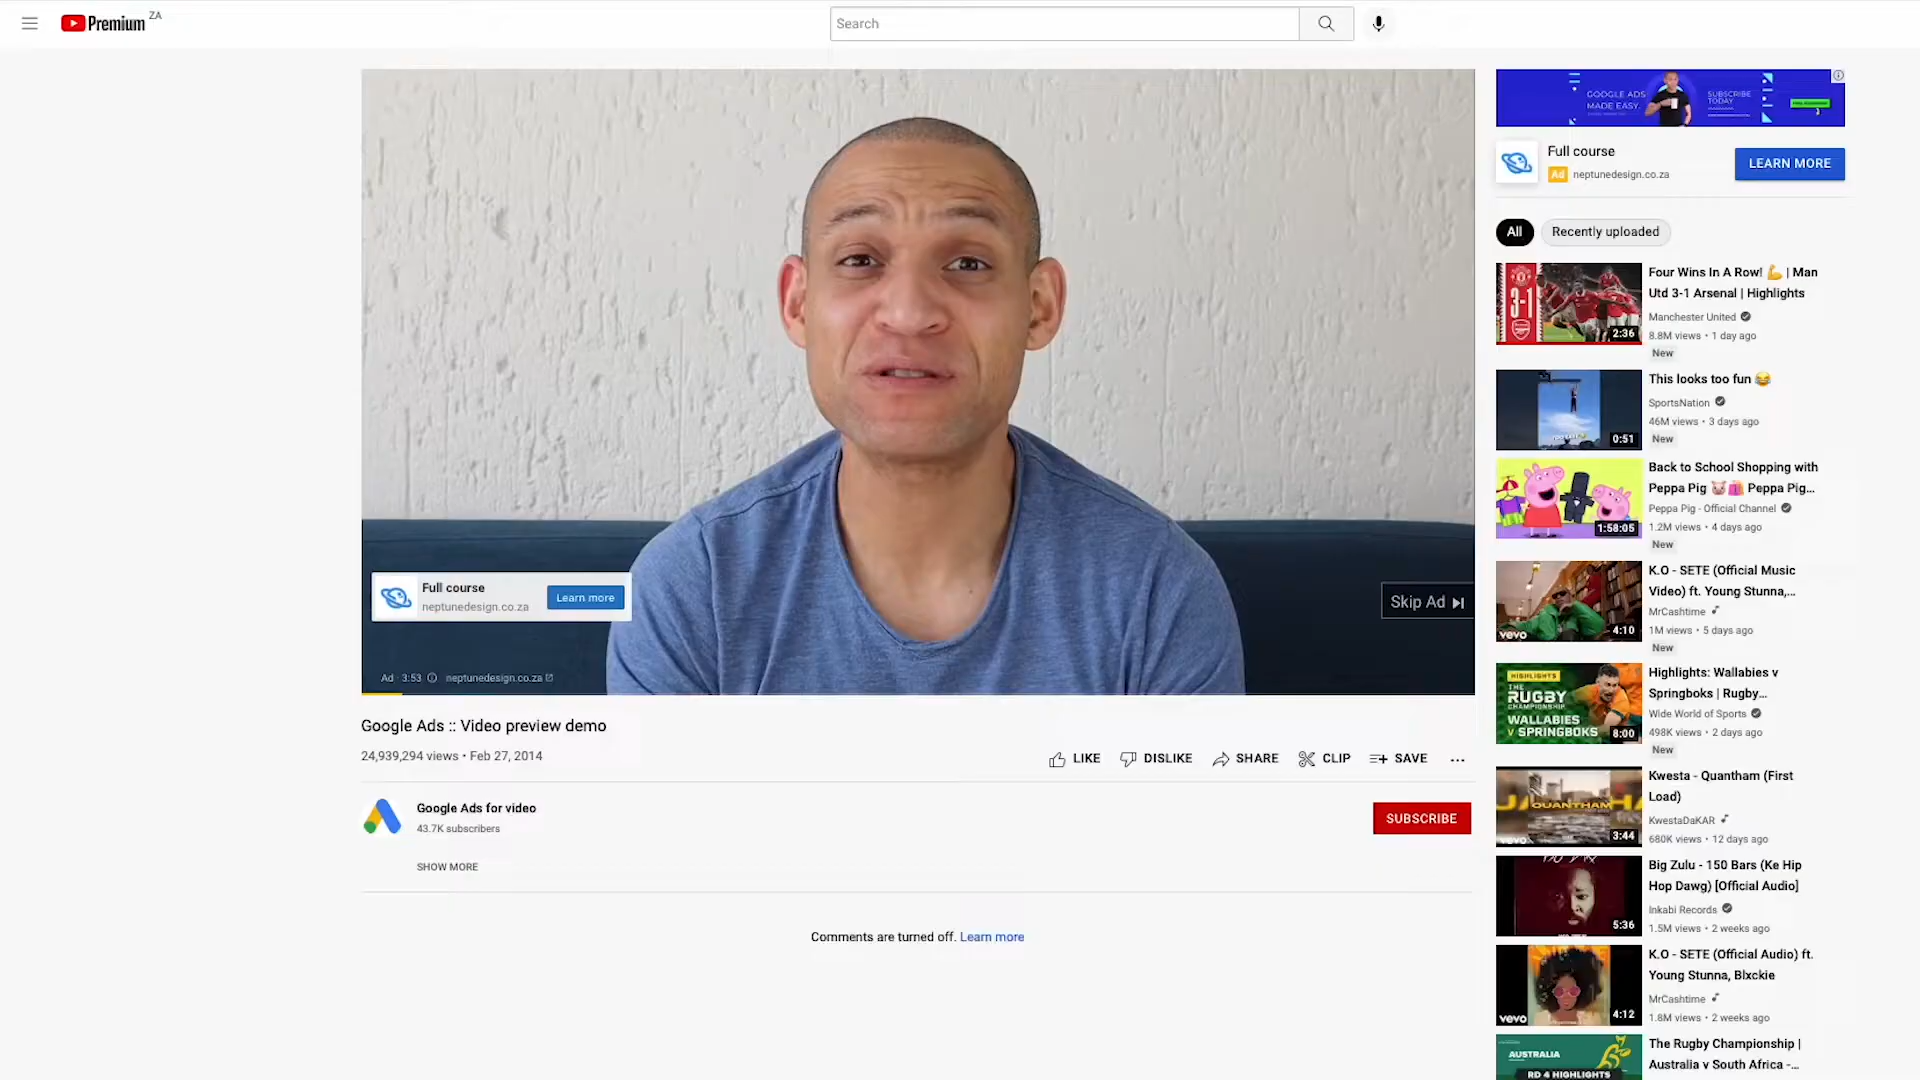 Premium ZA
Search
Full course
neptunedesign.co.za
Learn more
Skip Ad
Ad · 3:53
neptunedesign.co.za
Google Ads :: Video preview demo
24,939,294 views • Feb 27, 2014
LIKE
DISLIKE
SHARE
CLIP
SAVE
Google Ads for video
43.7K subscribers
SUBSCRIBE
SHOW MORE
Comments are turned off. Learn more
GOOGLE ADS
MADE EASY.
SUBSCRIBE
TODAY
Full course
Ad neptunedesign.co.za
LEARN MORE
All
Recently uploaded
3-1
2:36
Four Wins In A Row! 💪 | Man
Utd 3-1 Arsenal | Highlights
Manchester United
8.8M views • 1 day ago
New
0:51
This looks too fun 😂
SportsNation
46M views • 3 days ago
New
1:58:05
Back to School Shopping with
Peppa Pig 🐷🛍️ Peppa Pig...
Peppa Pig - Official Channel
1.2M views • 4 days ago
New
vevo
4:10
K.O - SETE (Official Music
Video) ft. Young Stunna,...
MrCashtime
1M views • 5 days ago
New
HIGHLIGHTS
THE
RUGBY
CHAMPIONSHIP
WALLABIES
V SPRINGBOKS
8:00
Highlights: Wallabies v
Springboks | Rugby...
Wide World of Sports
498K views • 2 days ago
New
QUANTHAM
vevo
3:44
Kwesta - Quantham (First
Load)
KwestaDaKAR
680K views • 12 days ago
5:36
Big Zulu - 150 Bars (Ke Hip
Hop Dawg) [Official Audio]
Inkabi Records
1.5M views • 2 weeks ago
vevo
4:12
K.O - SETE (Official Audio) ft.
Young Stunna, Blxckie
MrCashtime
1.8M views • 2 weeks ago
AUSTRALIA
RD 4 HIGHLIGHTS
The Rugby Championship |
Australia v South Africa -...